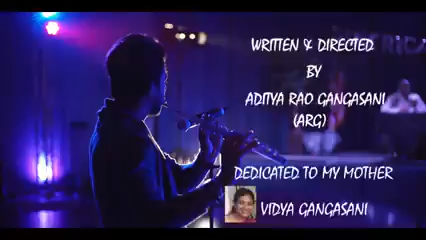 WRITTEN & DIRECTED
BY
ADITYA RAO GANGASANI
(ARG)
DEDICATED TO MY MOTHER
VIDYA GANGASANI